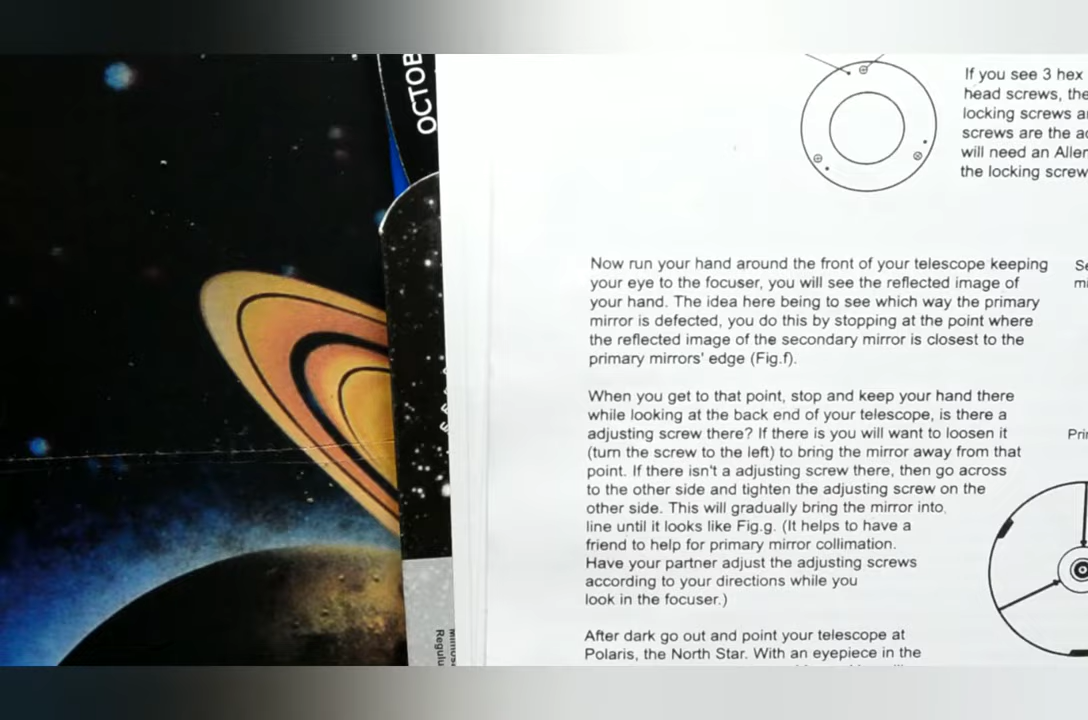 OCTOB
If you see 3 hex
head screws, the
locking screws a
screws are the a
will need an Allen
the locking screw
Now run your hand around the front of your telescope keeping
your eye to the focuser, you will see the reflected image of
your hand. The idea here being to see which way the primary
mirror is defected, you do this by stopping at the point where
the reflected image of the secondary mirror is closest to the
primary mirrors' edge (Fig.f).
Se
mi
When you get to that point, stop and keep your hand there
while looking at the back end of your telescope, is there a
adjusting screw there? If there is you will want to loosen it
(turn the screw to the left) to bring the mirror away from that
point. If there isn't a adjusting screw there, then go across
to the other side and tighten the adjusting screw on the
other side. This will gradually bring the mirror into
line until it looks like Fig.g. (It helps to have a
friend to help for primary mirror collimation.
Have your partner adjust the adjusting screws
according to your directions while you
look in the focuser.)
Prin
After dark go out and point your telescope at
Polaris, the North Star. With an eyepiece in the
Mimos
Regulu